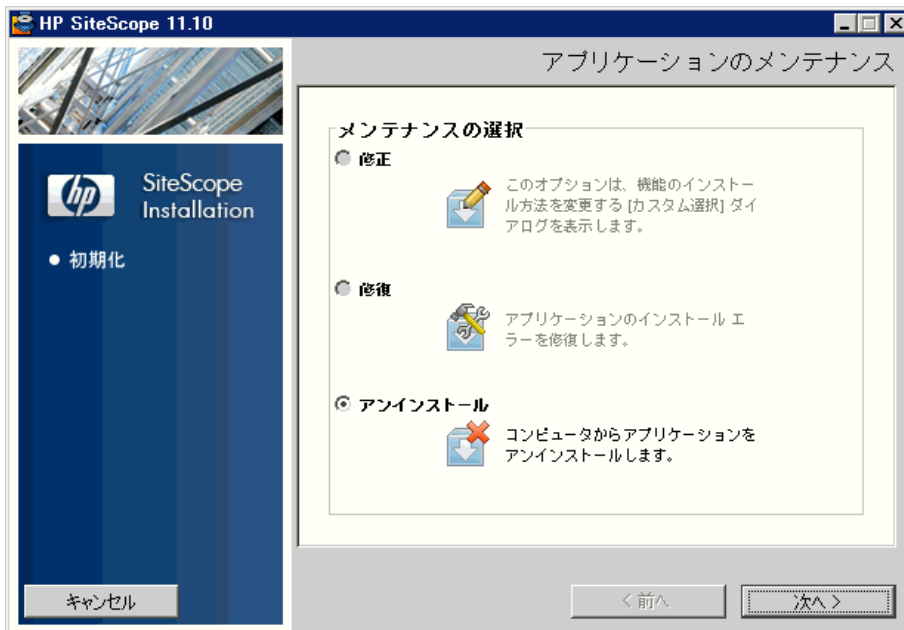 HP SiteScope 11.10
アプリケーションのメンテナンス
hp
SiteScope
Installation
初期化
メンテナンスの選択
修正
このオプションは、機能のインストー
ル方法を変更する [カスタム選択] ダイ
アログを表示します。
修復
アプリケーションのインストール エ
ラーを修復します。
アンインストール
コンピュータからアプリケーションを
アンインストールします。
キャンセル
< 前へ
次へ >